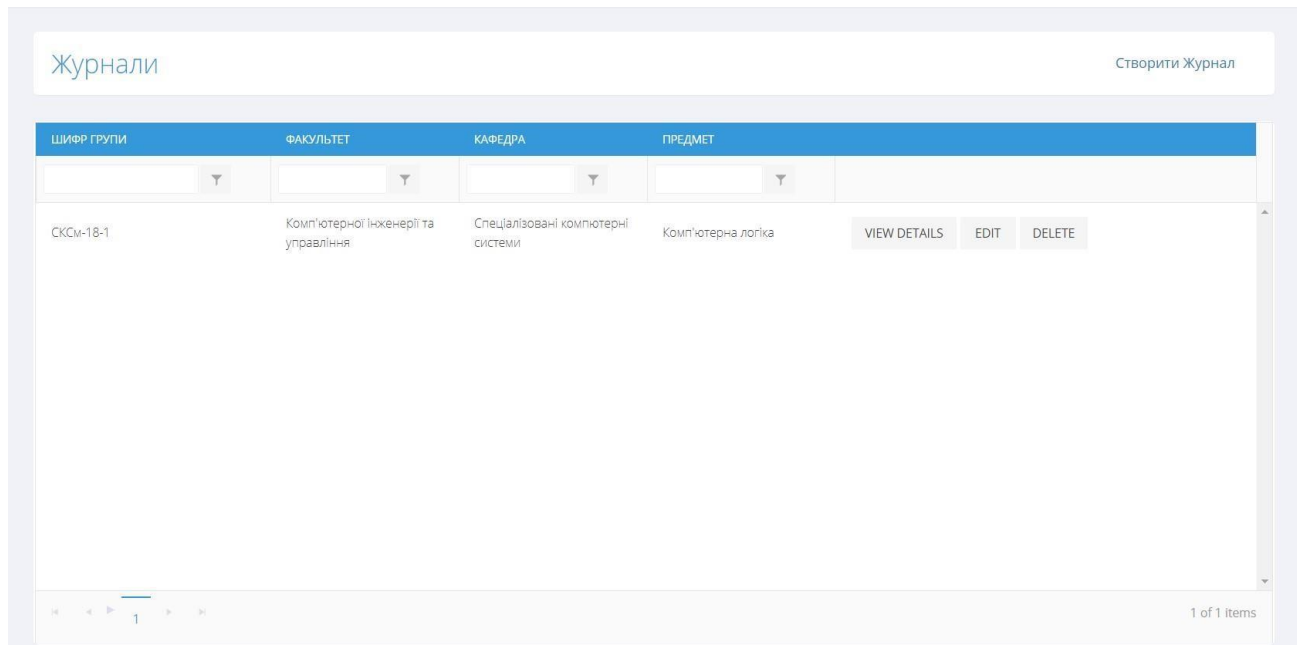 Журнали
Створити Журнал
ШИФР ГРУПИ ФАКУЛЬТЕТ КАФЕДРА ПРЕДМЕТ
СКСм-18-1 Комп'ютерної інженерії та управління Спеціалізовані компютерні системи Комп'ютерна логіка VIEW DETAILS EDIT DELETE
1
1 of 1 items